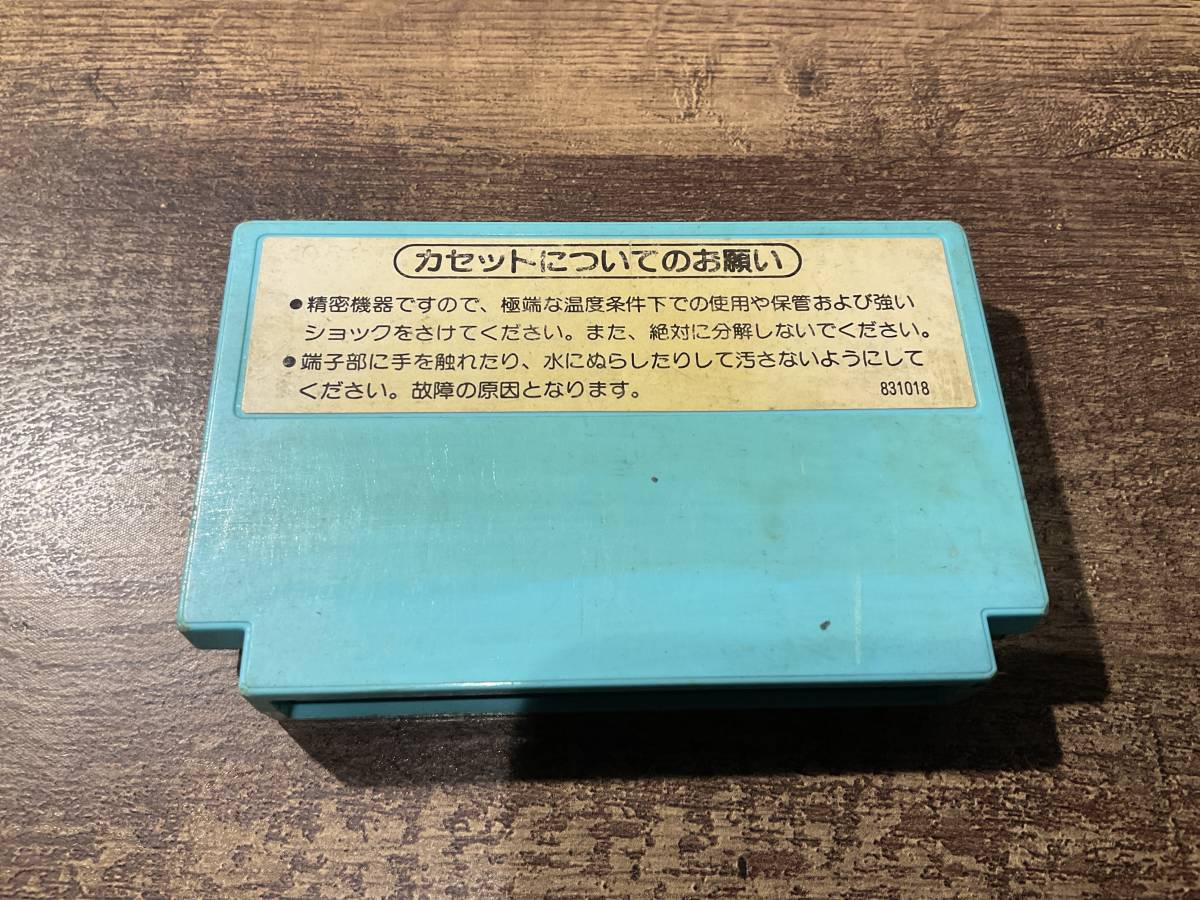 カセットについてのお願い
●精密機器ですので、極端な温度条件下での使用や保管および強い
ショックをさけてください。また、絶対に分解しないでください。
●端子部に手を触れたり、水にぬらしたりして汚さないようにして
ください。故障の原因となります。 831018